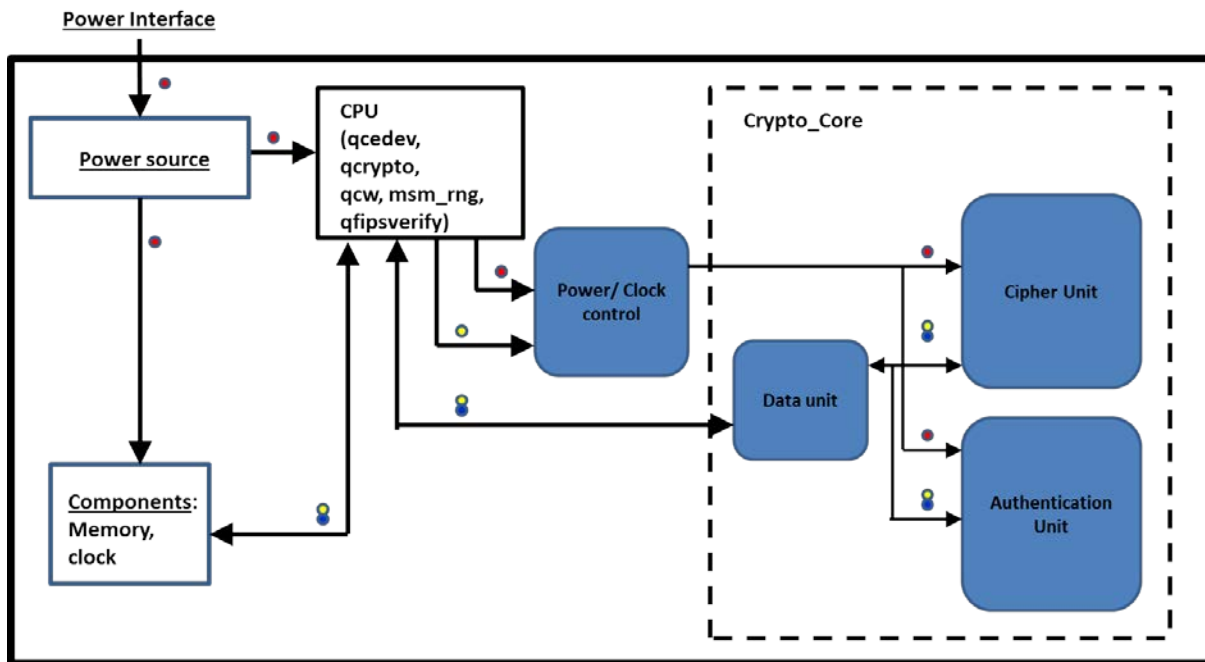 Power Interface
Power source
CPU
(qcedev,
qcrypto,
qcw, msm_rng,
qfipsverify)
Crypto_Core
Power/ Clock
control
Cipher Unit
Data unit
Components:
Memory,
clock
Authentication
Unit